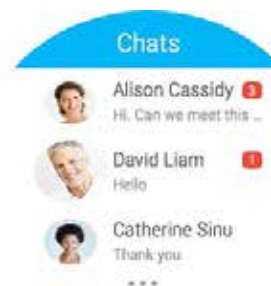 Chats
Alison Cassidy 3
Hi. Can we meet this ...
David Liam 1
Hello
Catherine Sinu
Thank you